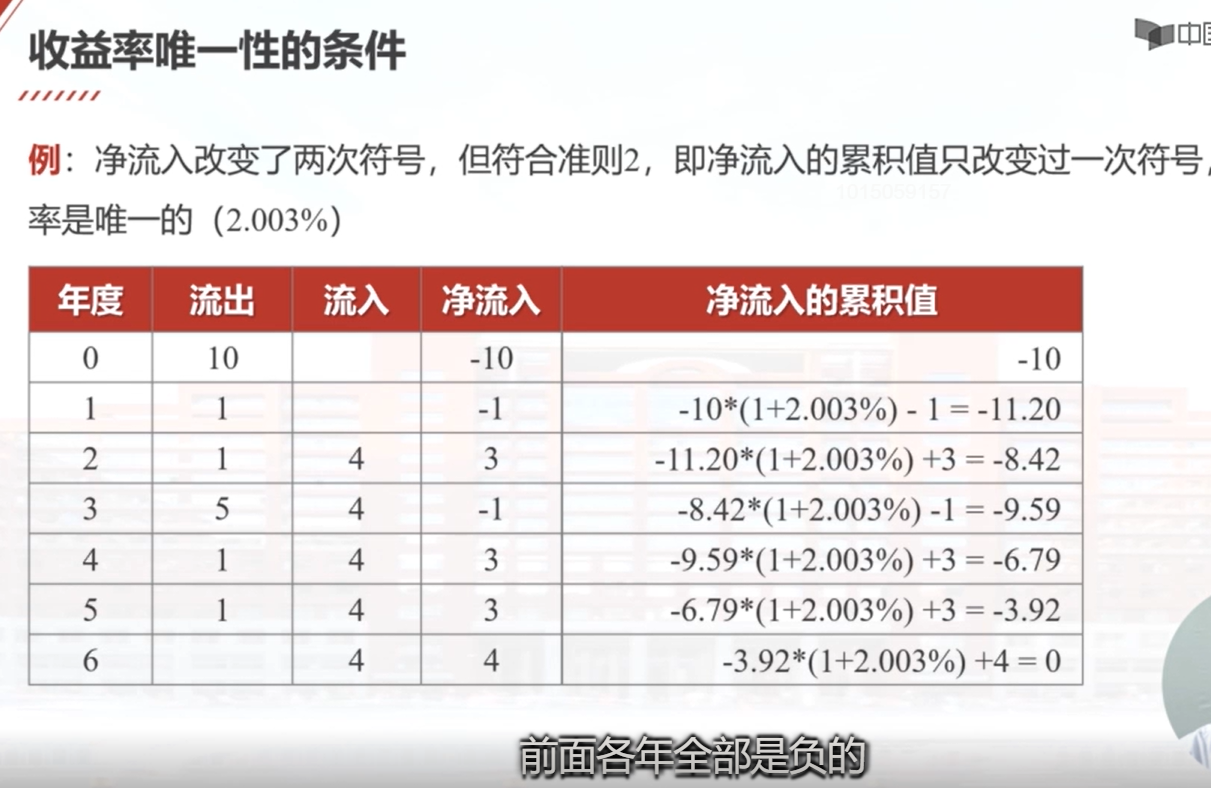 收益率唯一性的条件
中国
例：净流入改变了两次符号，但符合准则2，即净流入的累积值只改变过一次符号，
1015059157
率是唯一的（2.003%）
年度 流出 流入 净流入 净流入的累积值
0 10 -10 -10
1 1 -1 -10*(1+2.003%) - 1 = -11.20
2 1 4 3 -11.20*(1+2.003%) +3 = -8.42
3 5 4 -1 -8.42*(1+2.003%) -1 = -9.59
4 1 4 3 -9.59*(1+2.003%) +3 = -6.79
5 1 4 3 -6.79*(1+2.003%) +3 = -3.92
6 4 4 -3.92*(1+2.003%) +4 = 0
前面各年全部是负的